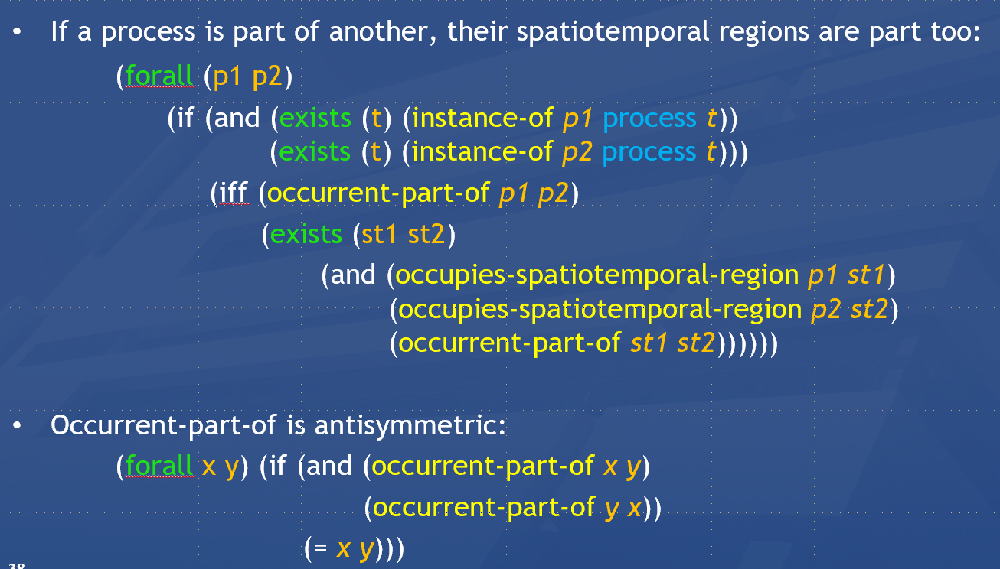 • If a process is part of another, their spatiotemporal regions are part too:
(forall (p1 p2)
(if (and (exists (t) (instance-of p1 process t))
(exists (t) (instance-of p2 process t)))
(iff (occurrent-part-of p1 p2)
(exists (st1 st2)
(and (occupies-spatiotemporal-region p1 st1)
(occupies-spatiotemporal-region p2 st2)
(occurrent-part-of st1 st2))))))
• Occurrent-part-of is antisymmetric:
(forall x y) (if (and (occurrent-part-of x y)
(occurrent-part-of y x))
(= x y)))